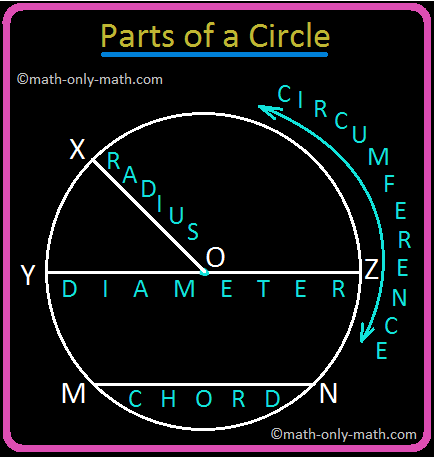 Parts of a Circle
©math-only-math.com
CIRCUMFERENCE
X
RADIUS
O
Y
Z
DIAMETER
M
N
CHORD
©math-only-math.com